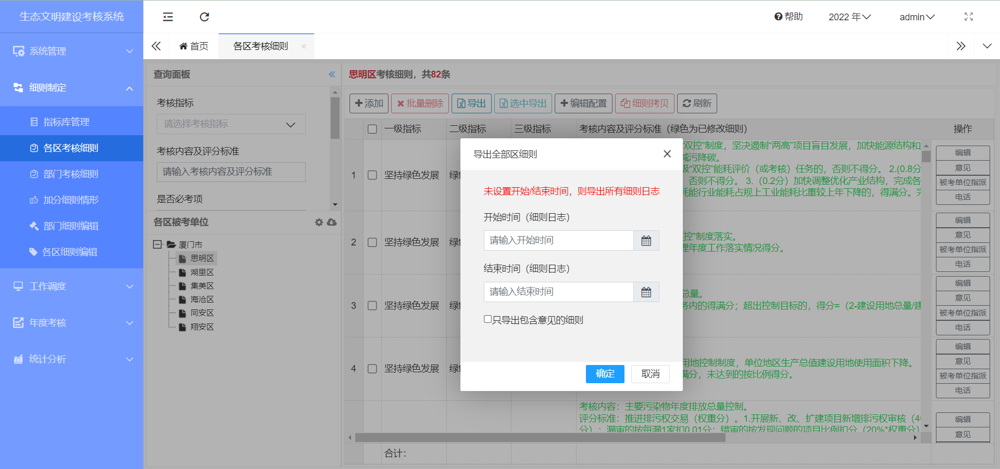 生态文明建设考核系统
帮助
2022 年
admin
首页
各区考核细则
系统管理
细则制定
指标库管理
各区考核细则
部门考核细则
加分细则情形
部门细则编辑
各区细则编辑
工作调度
年度考核
统计分析
查询面板
考核指标
请选择考核指标
考核内容及评分标准
请输入考核内容及评分标准
是否必考项
各区被考单位
厦门市
思明区
湖里区
集美区
海沧区
同安区
翔安区
思明区考核细则，共82条
添加 批量删除 导出 选中导出 编辑配置 细则拷贝 刷新
一级指标 二级指标 三级指标 考核内容及评分标准（绿色为已修改细则） 操作
双控”制度，坚决遏制“两高”项目盲目发展，加快能源结构和
减污降碳。
1 坚持绿色发展
“双控”能耗评价（或考核）任务的，否则不得分。 2.(0.8分
否则不得分。 3.（0.2分）加快调整优化产业结构，完成各
耗能行业能耗占规上工业能耗比重较上年下降的，得满分。
编辑
意见
被考单位指派
电话
2 坚持绿色发展
控”制度落实。
年度工作落实情况得分。
编辑
意见
被考单位指派
电话
3 坚持绿色发展
总量。
务内的得满分；超出控制目标的，得分=（2-建设用地总量/建
编辑
意见
被考单位指派
电话
4 坚持绿色发展
用地控制制度，单位地区生产总值建设用地使用面积下降。
满分，未达到的按比例得分。
编辑
意见
被考单位指派
电话
考核内容：主要污染物年度排放总量控制。
评分标准：推进排污权交易（权重分）。1.开展新、改、扩建项目新增排污权审核（4
分）：漏审的按每漏1家扣0.01分；错审的按发现问题的项目比例扣分（20%*权重分）
编辑
意见
合计：
导出全部区细则
未设置开始/结束时间，则导出所有细则日志
开始时间（细则日志）
请输入开始时间
结束时间（细则日志）
请输入结束时间
只导出包含意见的细则
确定 取消